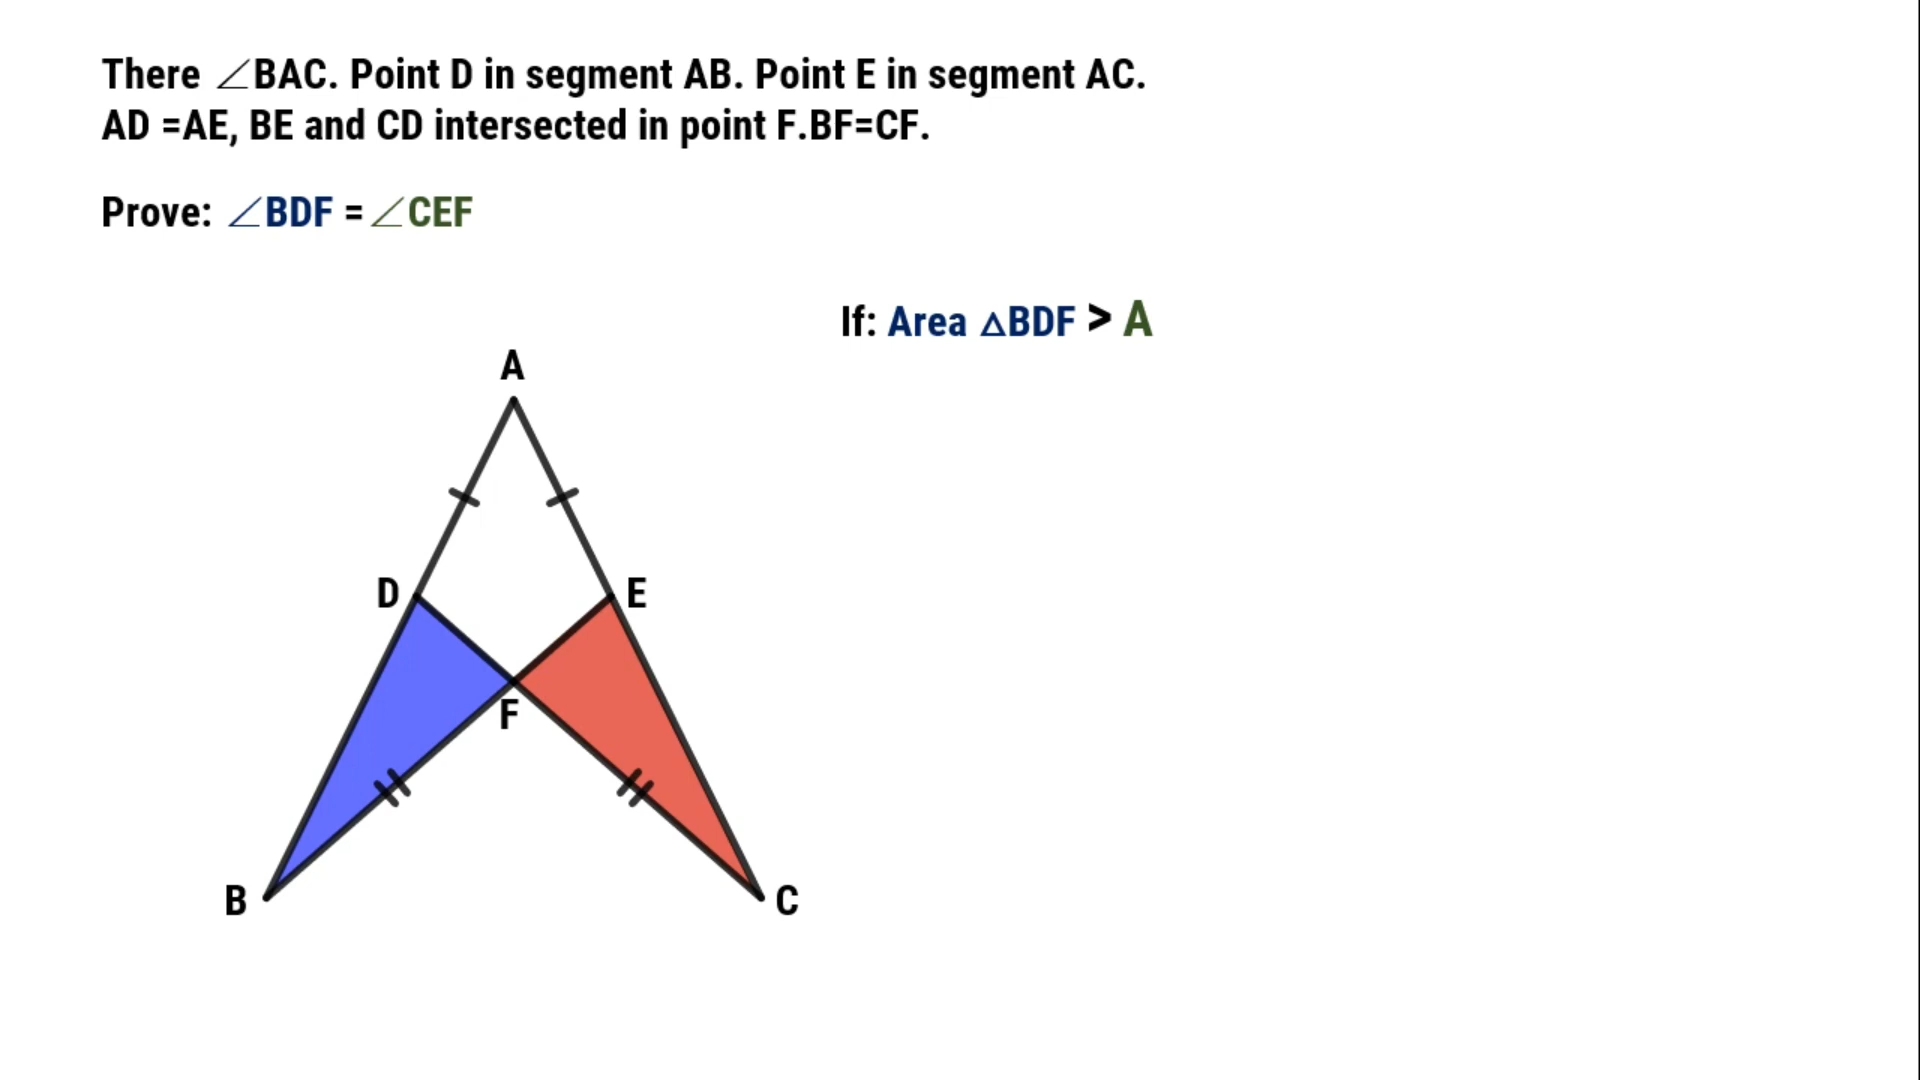 There ∠BAC. Point D in segment AB. Point E in segment AC.
AD =AE, BE and CD intersected in point F.BF=CF.
Prove: ∠BDF = ∠CEF
If: Area △BDF > A
A
D
E
F
B
C